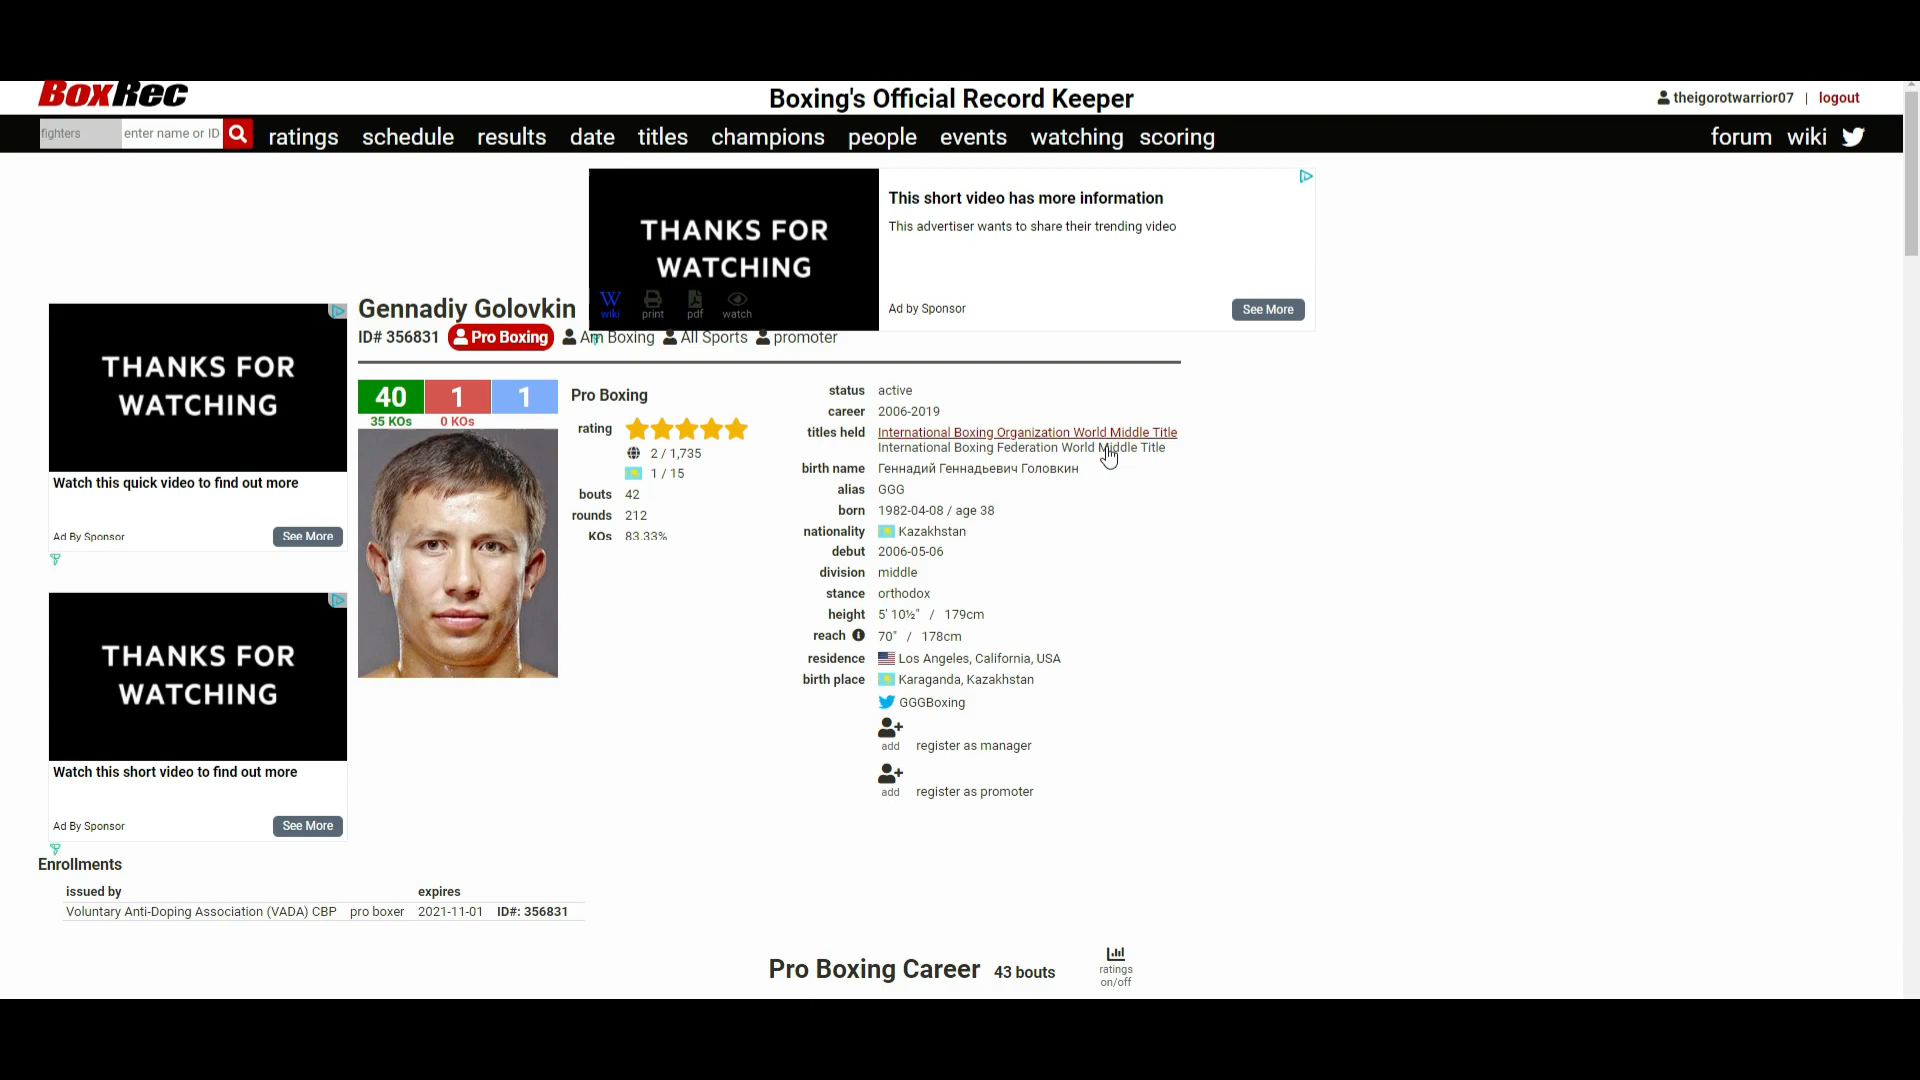 BoxRec
Boxing's Official Record Keeper
theigorotwarrior07 | logout
fighters enter name or ID ratings schedule results date titles champions people events watching scoring forum wiki
THANKS FOR
WATCHING
This short video has more information
This advertiser wants to share their trending video
Ad by Sponsor See More
THANKS FOR
WATCHING
Watch this quick video to find out more
Ad By Sponsor See More
THANKS FOR
WATCHING
Watch this short video to find out more
Ad By Sponsor See More
Gennadiy Golovkin W wiki print pdf watch
ID# 356831 Pro Boxing Am Boxing All Sports promoter
40 1 1
35 KOs 0 KOs
Pro Boxing
rating
2 / 1,735
1 / 15
bouts 42
rounds 212
KOs 83.33%
status active
career 2006-2019
titles held International Boxing Organization World Middle Title
International Boxing Federation World Middle Title
birth name Геннадий Геннадьевич Головкин
alias GGG
born 1982-04-08 / age 38
nationality Kazakhstan
debut 2006-05-06
division middle
stance orthodox
height 5' 10½" / 179cm
reach 70" / 178cm
residence Los Angeles, California, USA
birth place Karaganda, Kazakhstan
GGGBoxing
add register as manager
add register as promoter
Enrollments
issued by expires
Voluntary Anti-Doping Association (VADA) CBP pro boxer 2021-11-01 ID#: 356831
Pro Boxing Career 43 bouts
ratings
on/off